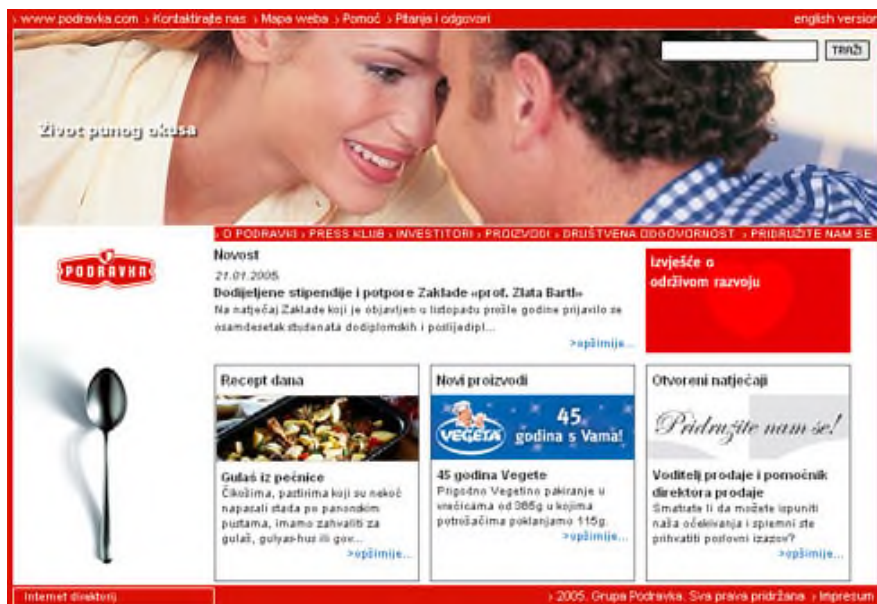 › www.podravka.com › Kontaktirajte nas › Mapa weba › Pomoć › Pitanja i odgovori english version
TRAŽI
Život punog okusa
› O PODRAVKI › PRESS KLUB › INVESTITORI › PROIZVODI › DRUŠTVENA ODGOVORNOST › PRIDRUŽITE NAM SE
PODRAVKA
Novost
21.01.2005.
Dodijeljene stipendije i potpore Zaklade «prof. Zlata Bartl»
Na natječaj Zaklade koji je objavljen u listopadu prošle godine prijavilo se
osamdesetak studenata dodiplomskih i poslijedipl...
>opširnije...
Izvješće o
održivom razvoju
Recept dana
Gulaš iz pećnice
Čikošima, pastirima koji su nekoć
napasali stada po panonskim
pustama, imamo zahvaliti za
gulaš, gulyas-hus ili gov...
>opširnije...
Novi proizvodi
VEGETA
45
godina s Vama!
45 godina Vegete
Prigodno Vegetino pakiranje u
vrećicama od 365g u kojima
potrošačima poklanjamo 115g.
>opširnije...
Otvoreni natječaji
Pridružite nam se!
Voditelj prodaje i pomoćnik
direktora prodaje
Smatrate li da možete ispuniti
naša očekivanja i spremni ste
prihvatiti poslovni izazov?
>opširnije...
Internet direktorij
› 2005. Grupa Podravka. Sva prava pridržana › Impresum